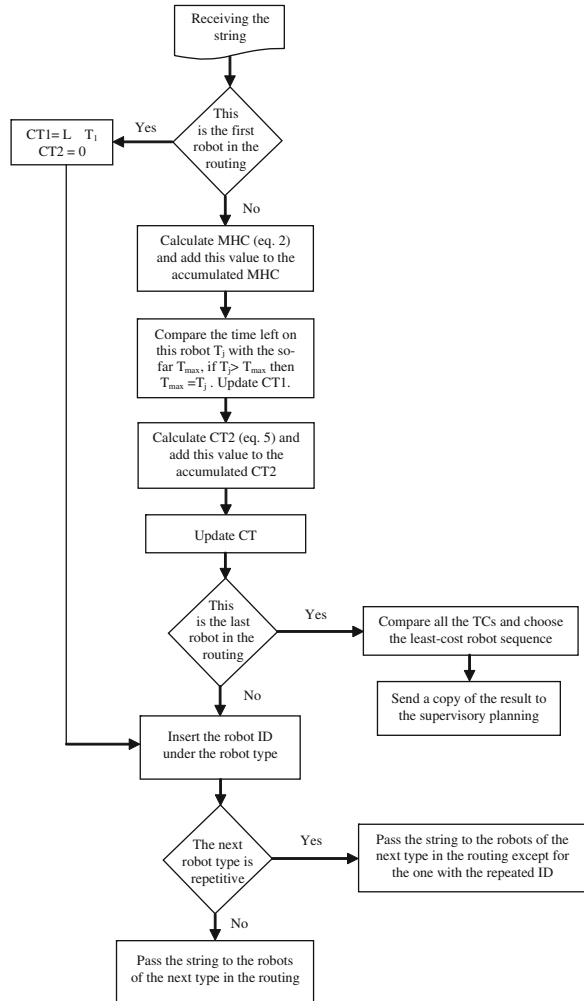 Receiving the
string
This
is the first
robot in the
routing
Yes
CT1= L T₁
CT2 = 0
No
Calculate MHC (eq. 2)
and add this value to the
accumulated MHC
Compare the time left on
this robot Tⱼ with the so-
far Tmax, if Tⱼ> Tmax then
Tmax =Tⱼ . Update CT1.
Calculate CT2 (eq. 5) and
add this value to the
accumulated CT2
Update CT
This
is the last
robot in the
routing
Yes
Compare all the TCs and choose
the least-cost robot sequence
Send a copy of the result to
the supervisory planning
No
Insert the robot ID
under the robot type
The next
robot type is
repetitive
Yes
Pass the string to the robots of the
next type in the routing except for
the one with the repeated ID
No
Pass the string to the robots
of the next type in the routing